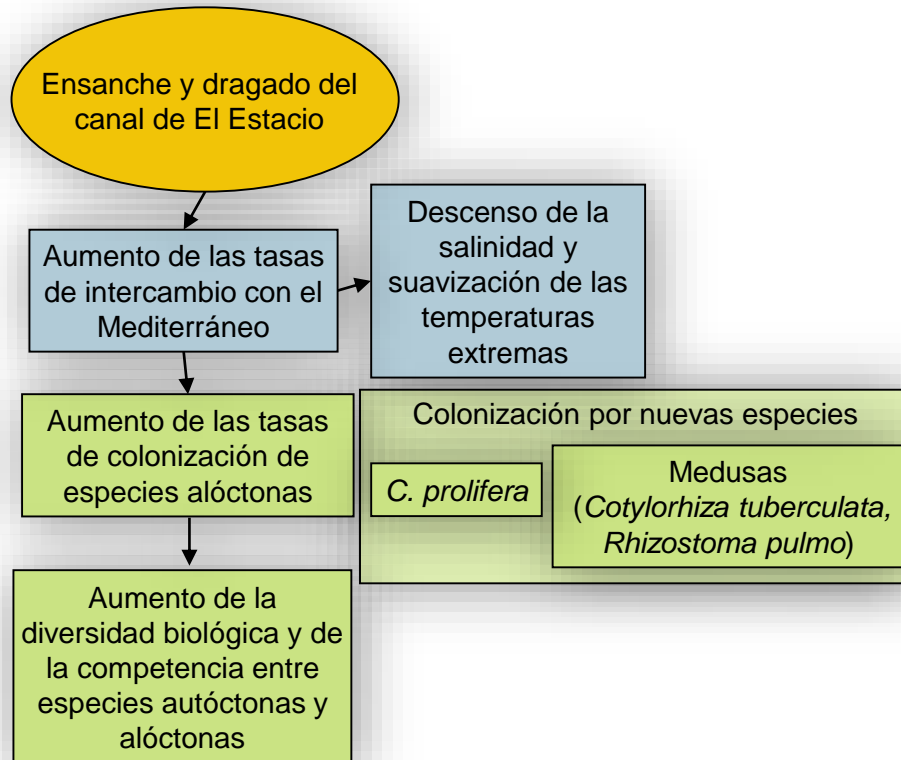 Ensanche y dragado del
canal de El Estacio
Aumento de las tasas
de intercambio con el
Mediterráneo
Descenso de la
salinidad y
suavización de las
temperaturas
extremas
Aumento de las tasas
de colonización de
especies alóctonas
Colonización por nuevas especies
C. prolifera
Medusas
(Cotylorhiza tuberculata,
Rhizostoma pulmo)
Aumento de la
diversidad biológica y de
la competencia entre
especies autóctonas y
alóctonas